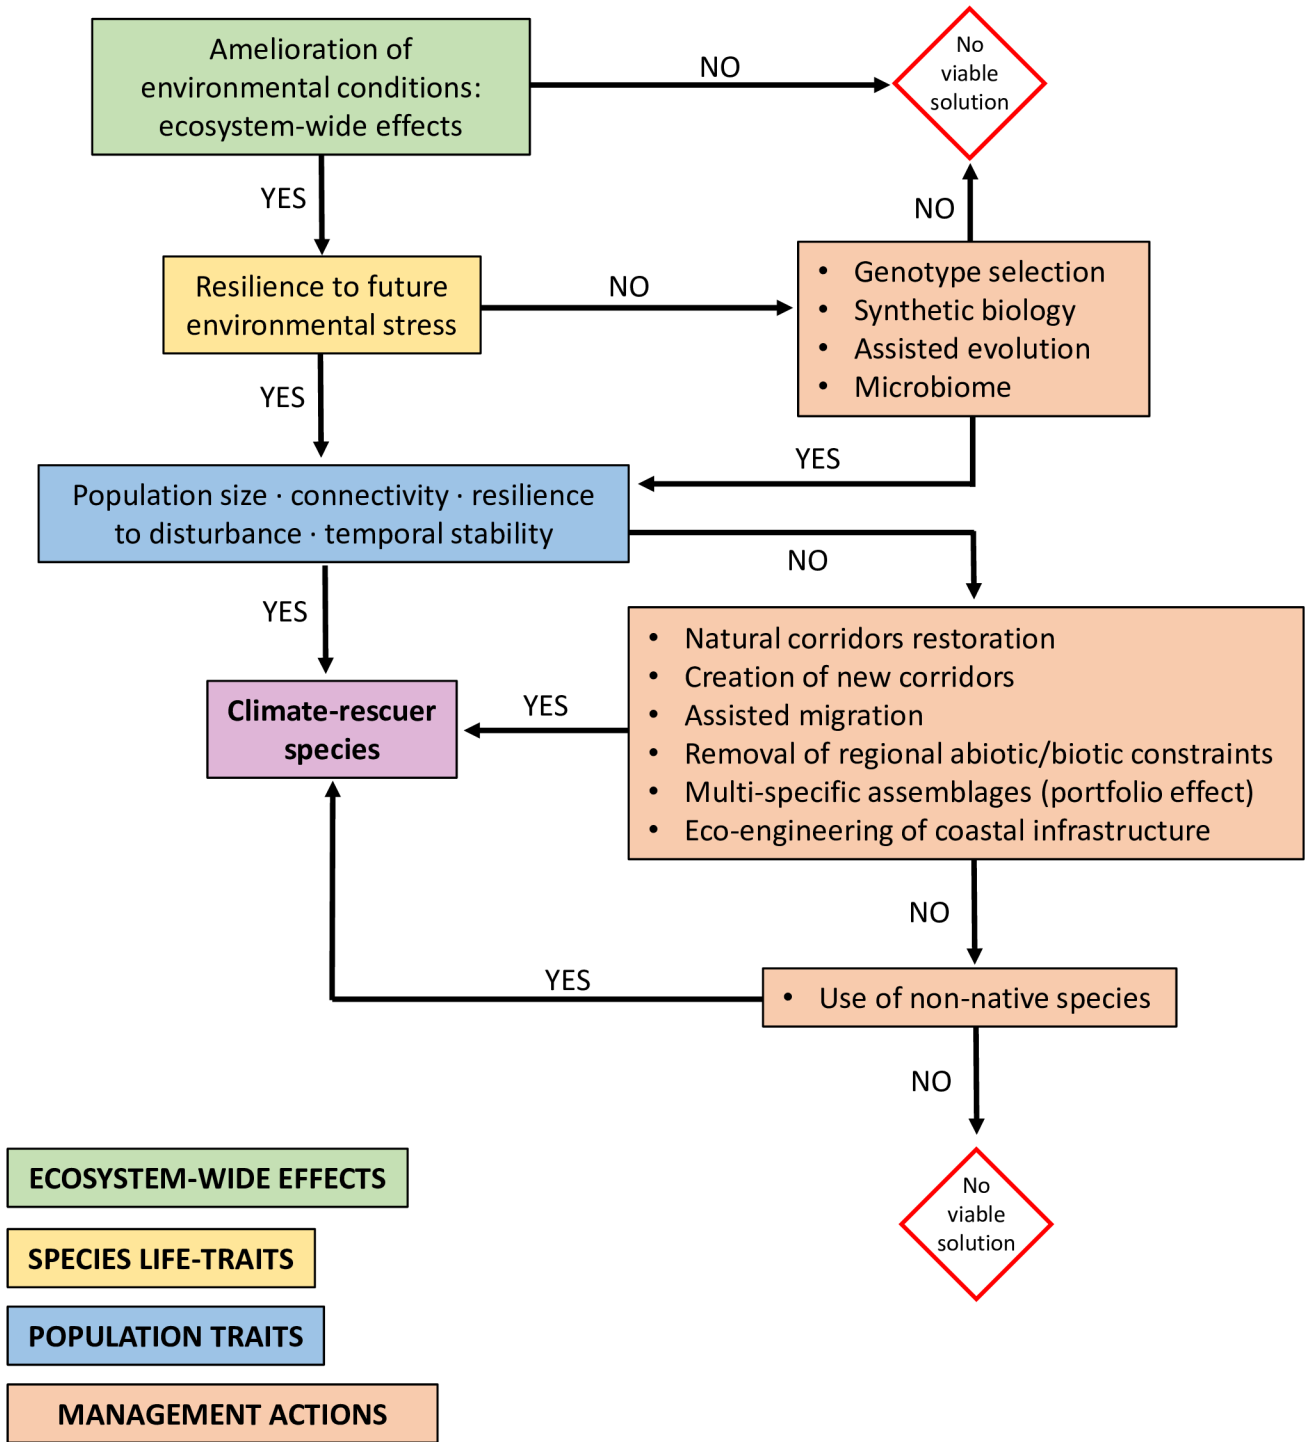 Amelioration of
environmental conditions:
ecosystem-wide effects
NO
No
viable
solution
YES
NO
Resilience to future
environmental stress
NO
• Genotype selection
• Synthetic biology
• Assisted evolution
• Microbiome
YES
YES
Population size · connectivity · resilience
to disturbance · temporal stability
NO
YES
• Natural corridors restoration
• Creation of new corridors
• Assisted migration
• Removal of regional abiotic/biotic constraints
• Multi-specific assemblages (portfolio effect)
• Eco-engineering of coastal infrastructure
YES
Climate-rescuer
species
NO
YES
• Use of non-native species
NO
No
viable
solution
ECOSYSTEM-WIDE EFFECTS
SPECIES LIFE-TRAITS
POPULATION TRAITS
MANAGEMENT ACTIONS